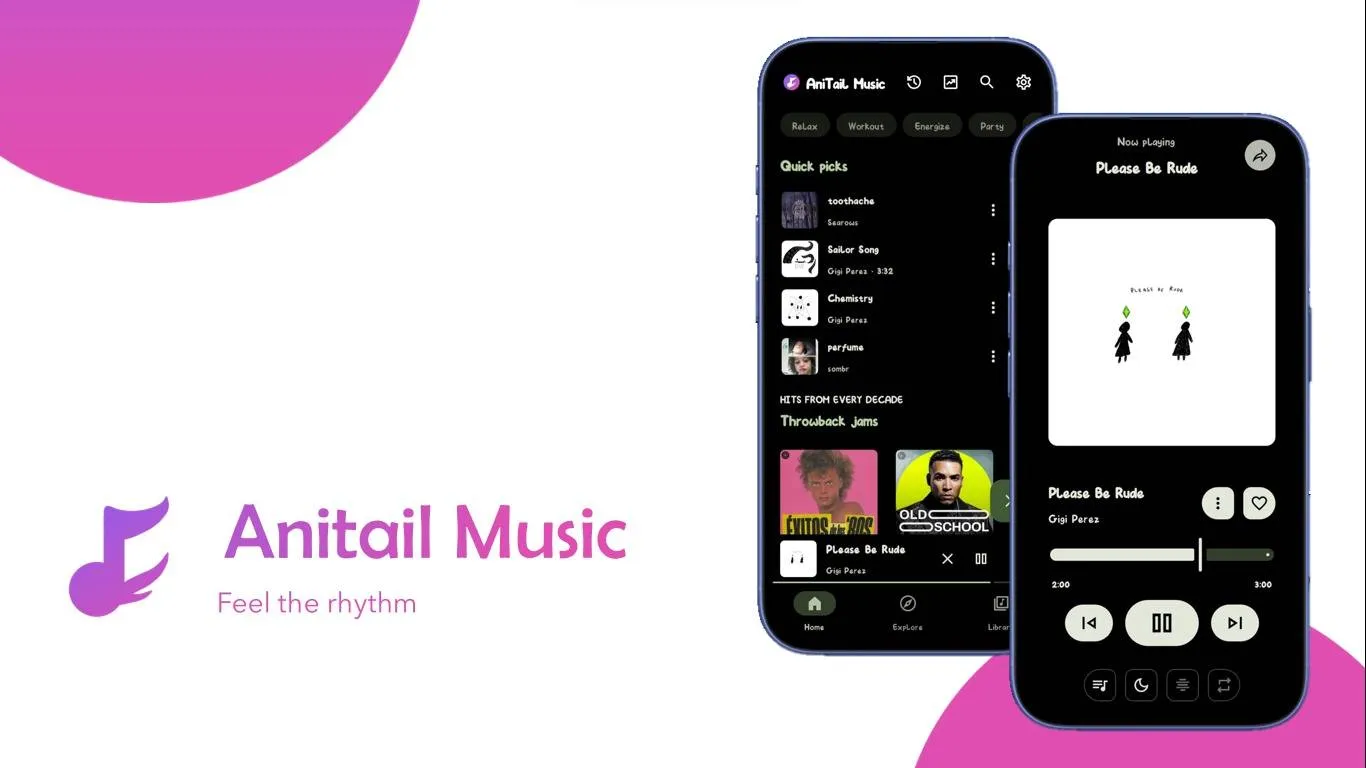 AniTail Music
Relax
Workout
Energize
Party
Quick picks
toothache
Searows
Sailor Song
Gigi Perez · 3:32
Chemistry
Gigi Perez
perfume
sombr
HITS FROM EVERY DECADE
Throwback jams
ÉXITOS de los '80S
OLD SCHOOL
Please Be Rude
Gigi Perez
Home
Explore
Librar
Now playing
Please Be Rude
PLEASE BE RUDE
Please Be Rude
Gigi Perez
2:00
3:00
Anitail Music
Feel the rhythm